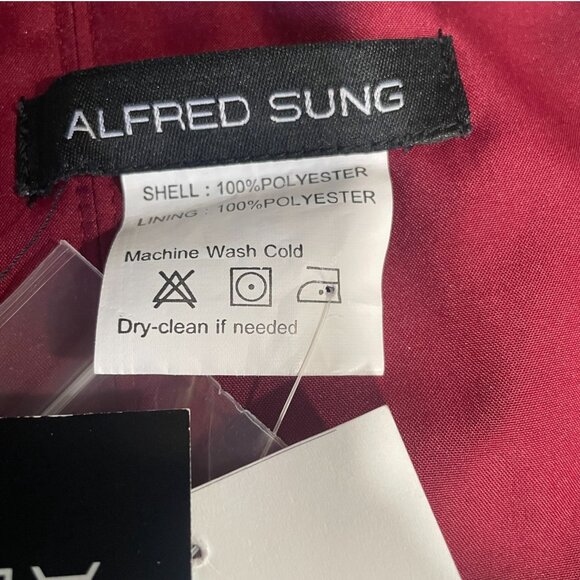 ALFRED SUNG
SHELL : 100%POLYESTER
LINING : 100%POLYESTER
Machine Wash Cold
Dry-clean if needed